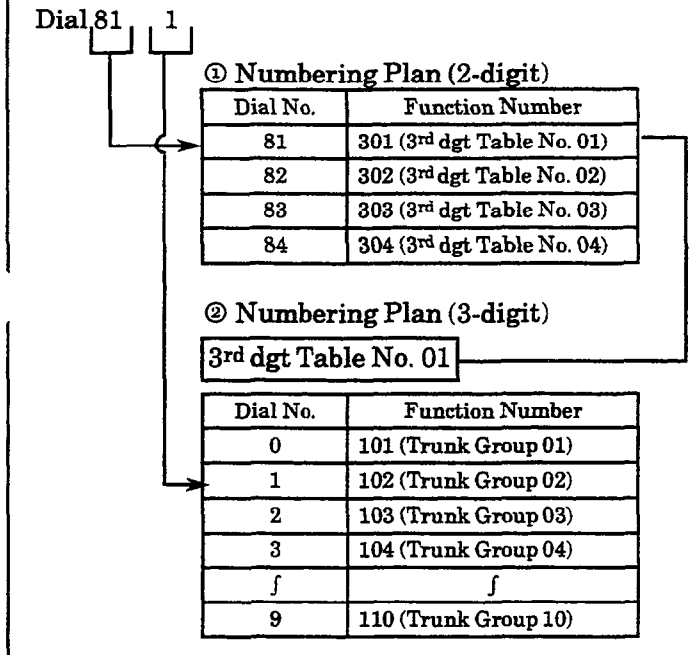 Dial 81 1
① Numbering Plan (2-digit)
Dial No. Function Number
81 301 (3rd dgt Table No. 01)
82 302 (3rd dgt Table No. 02)
83 303 (3rd dgt Table No. 03)
84 304 (3rd dgt Table No. 04)
② Numbering Plan (3-digit)
3rd dgt Table No. 01
Dial No. Function Number
0 101 (Trunk Group 01)
1 102 (Trunk Group 02)
2 103 (Trunk Group 03)
3 104 (Trunk Group 04)
∫ ∫
9 110 (Trunk Group 10)